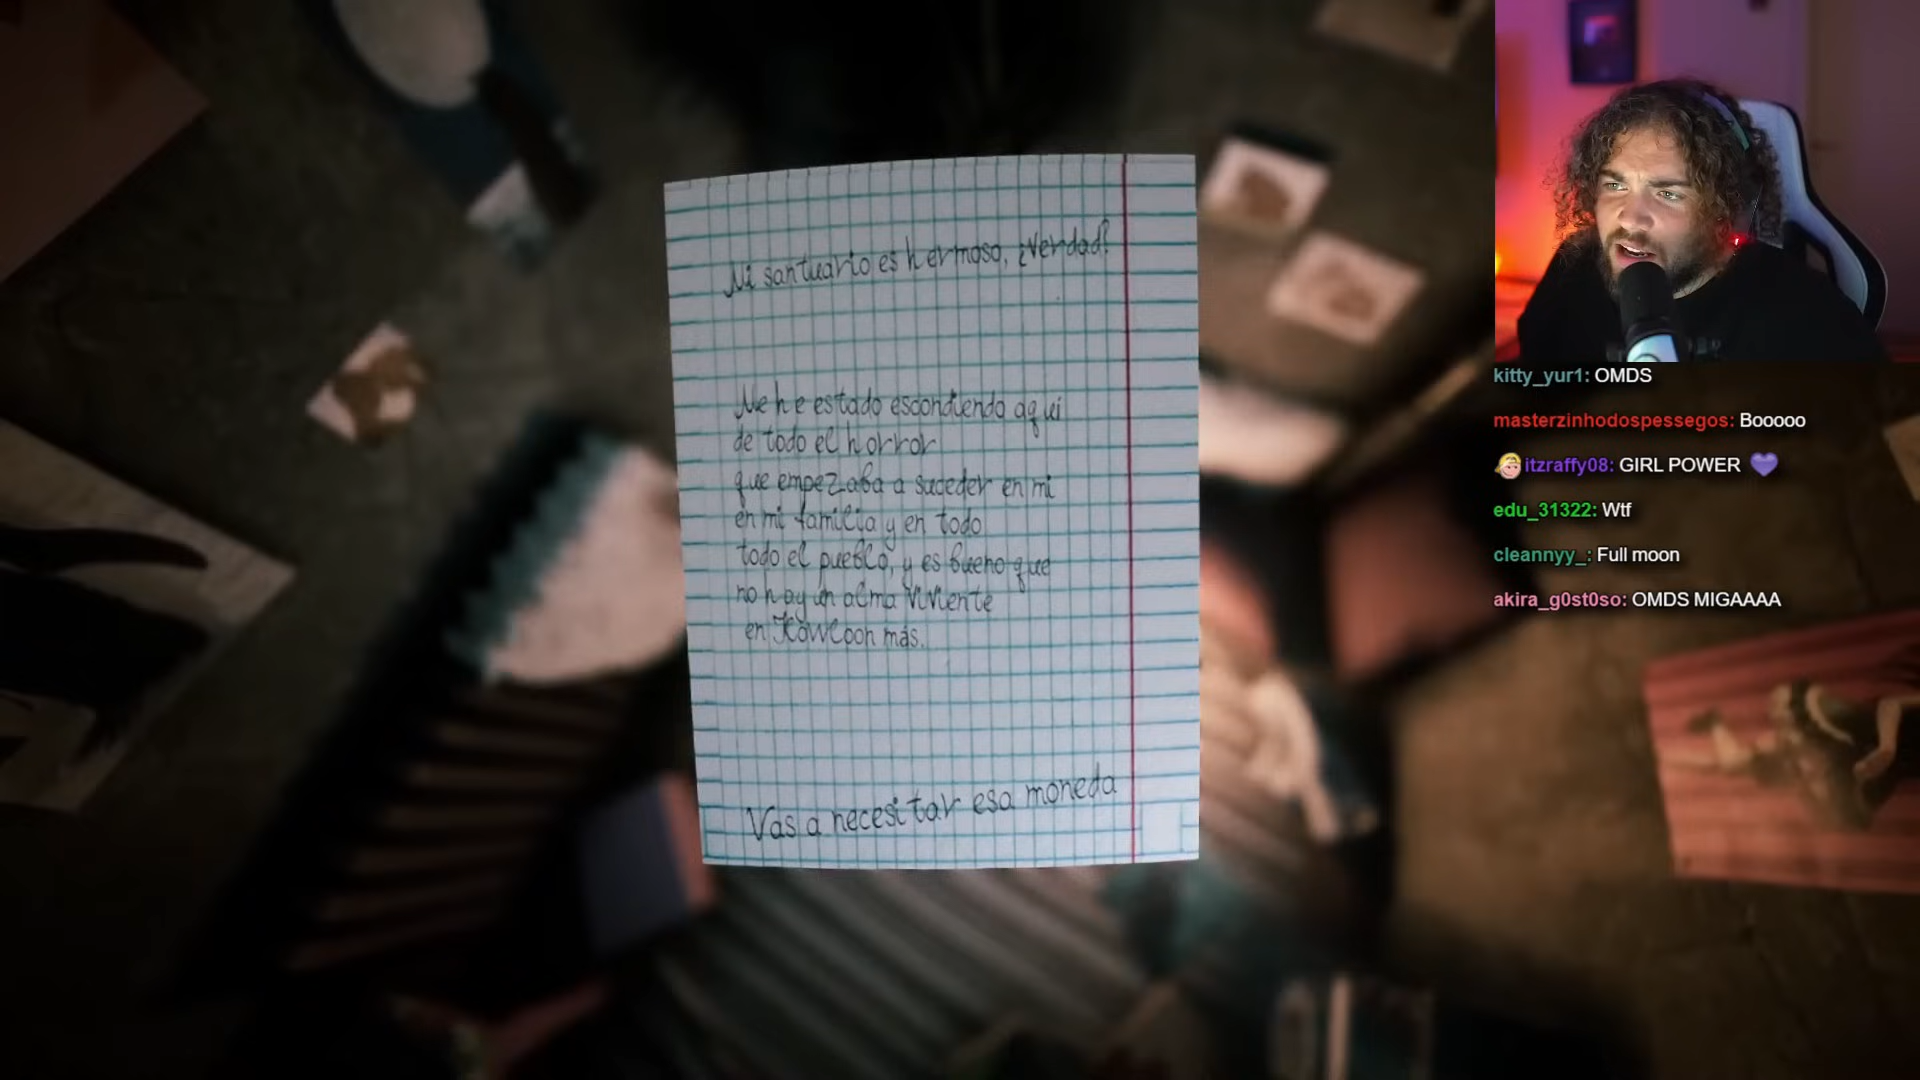 Mi santuario es hermoso, ¿Verdad?
Me he estado escondiendo aquí
de todo el horror
que empezaba a suceder en mi
en mi familia y en todo
todo el pueblo, y es bueno que
no hay un alma viviente
en Kowloon más.
Vas a necesitar esa moneda
kitty_yur1: OMDS
masterzinhodospessegos: Booooo
itzraffy08: GIRL POWER 💜
edu_31322: Wtf
cleannyy_: Full moon
akira_g0st0so: OMDS MIGAAAA